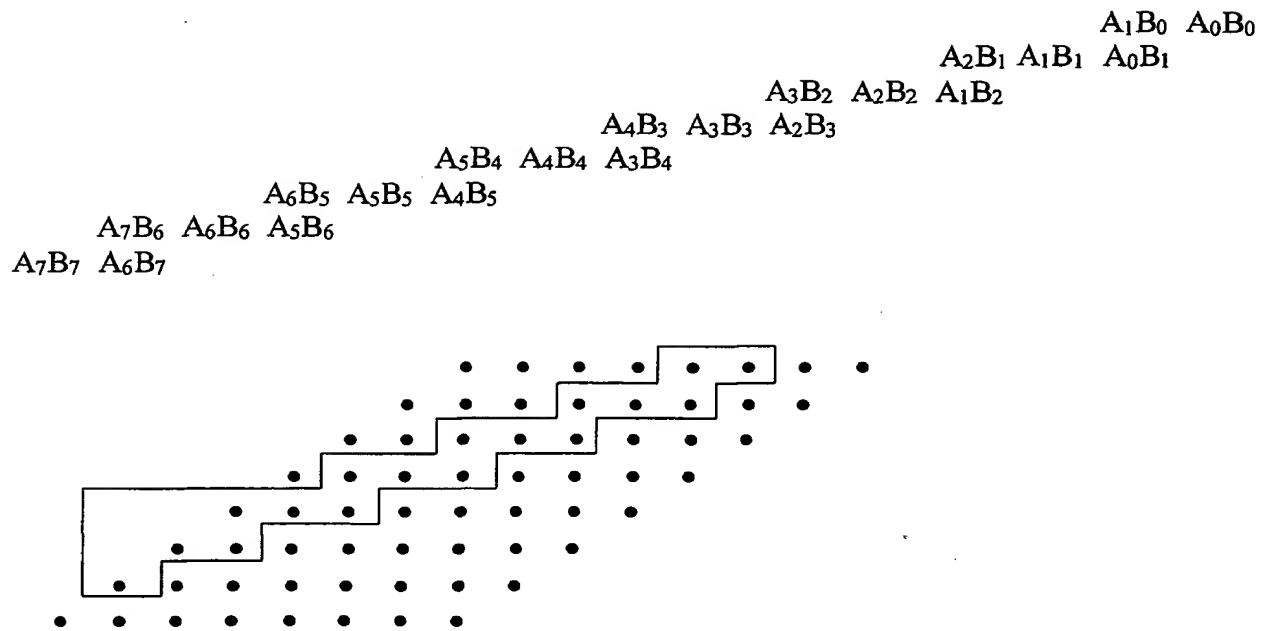 A₁B₀ A₀B₀
A₂B₁ A₁B₁ A₀B₁
A₃B₂ A₂B₂ A₁B₂
A₄B₃ A₃B₃ A₂B₃
A₅B₄ A₄B₄ A₃B₄
A₆B₅ A₅B₅ A₄B₅
A₇B₆ A₆B₆ A₅B₆
A₇B₇ A₆B₇